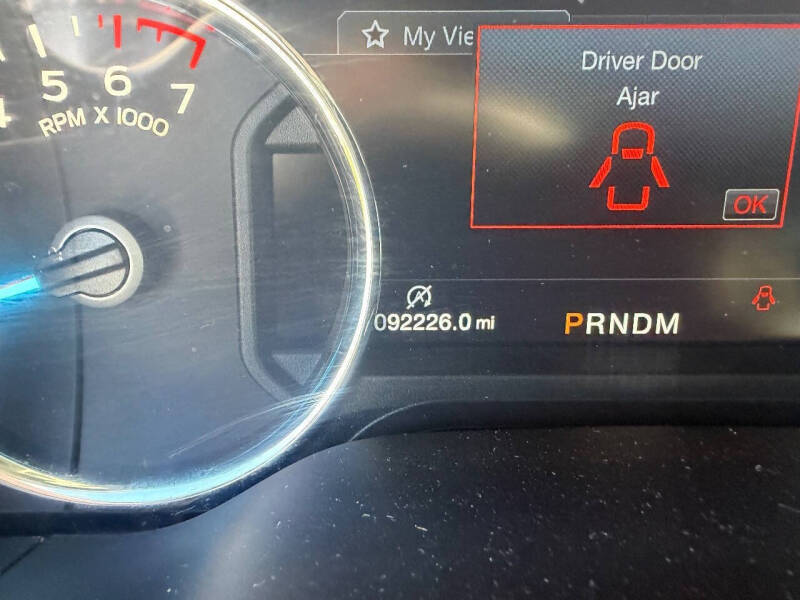 My Vie
Driver Door
Ajar
OK
5 6 7
RPM X 1000
092226.0 mi
PRNDM